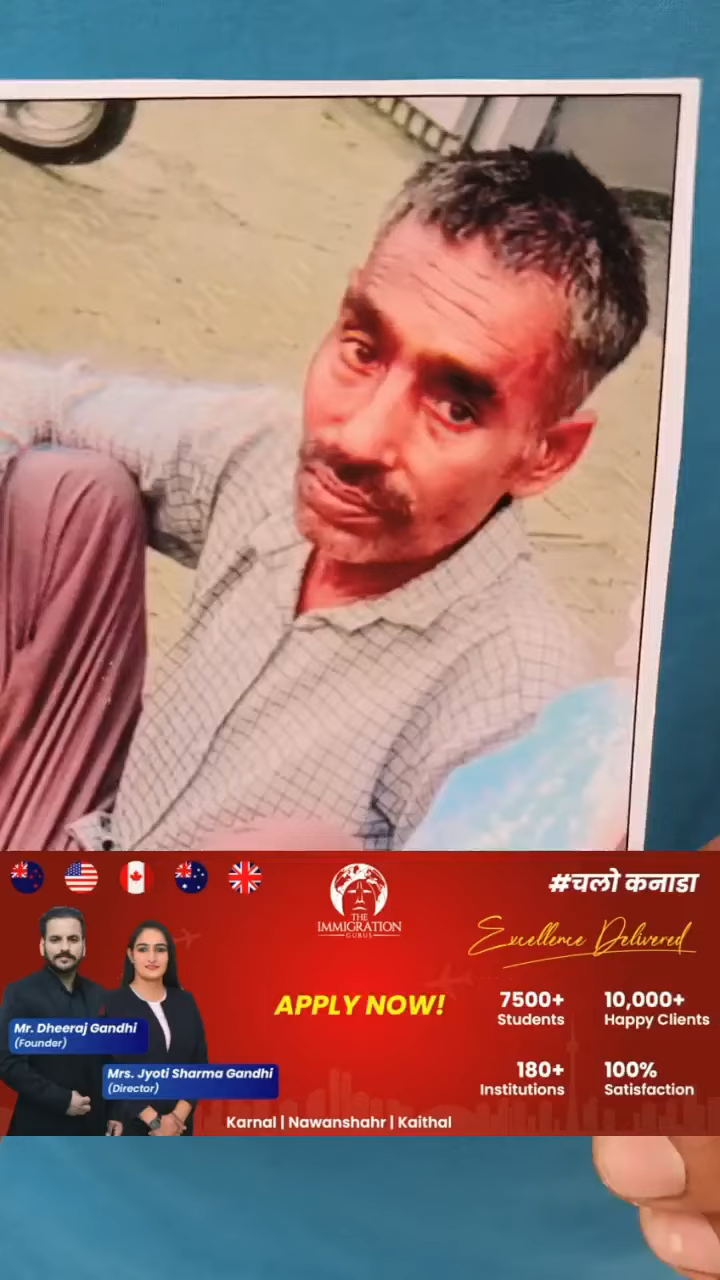 #चलो कनाडा
THE
IMMIGRATION
GURUS
Excellence Delivered
APPLY NOW!
7500+
Students
10,000+
Happy Clients
Mr. Dheeraj Gandhi
(Founder)
Mrs. Jyoti Sharma Gandhi
(Director)
180+
Institutions
100%
Satisfaction
Karnal | Nawanshahr | Kaithal